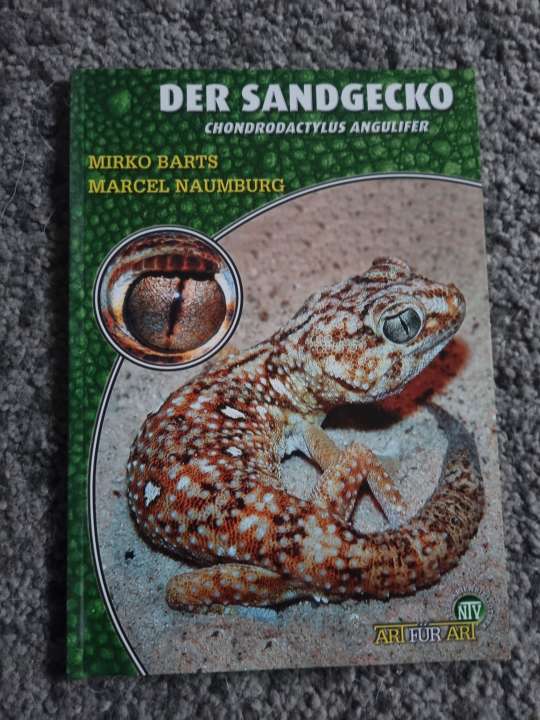 DER SANDGECKO
CHONDRODACTYLUS ANGULIFER
MIRKO BARTS
MARCEL NAUMBURG
NTV
ART FÜR ART